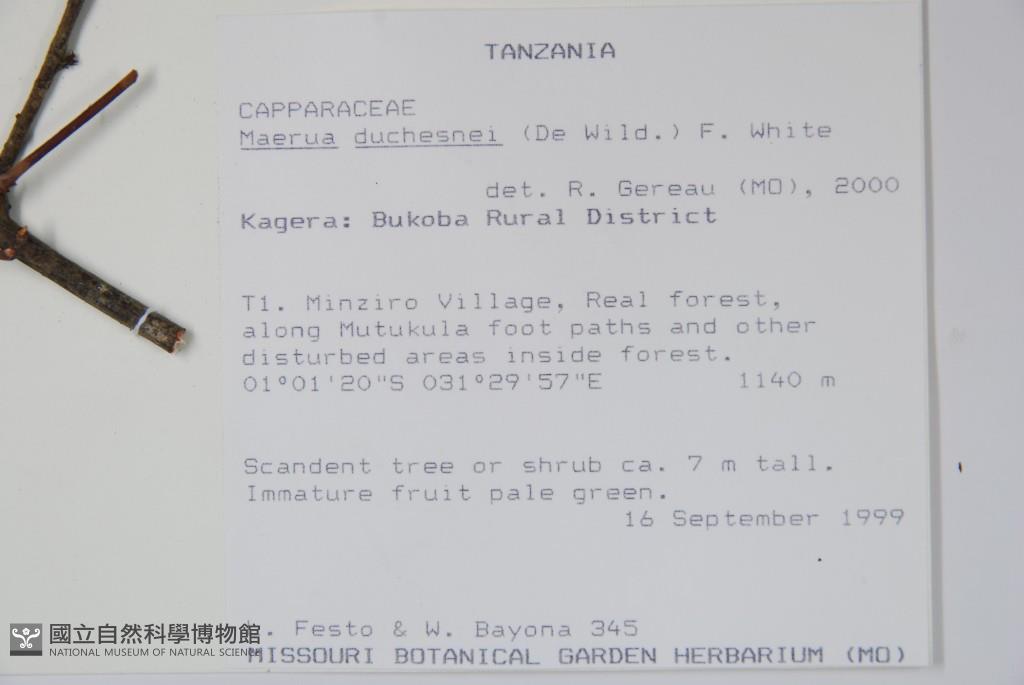 TANZANIA
CAPPARACEAE
Maerua duchesnei (De Wild.) F. White
det. R. Gereau (MO), 2000
Kagera: Bukoba Rural District
T1. Minziro Village, Real forest,
along Mutukula foot paths and other
disturbed areas inside forest.
01°01'20"S 031°29'57"E 1140 m
Scandent tree or shrub ca. 7 m tall.
Immature fruit pale green.
16 September 1999
Festo & W. Bayona 345
MISSOURI BOTANICAL GARDEN HERBARIUM (MO)
國立自然科學博物館
NATIONAL MUSEUM OF NATURAL SCIENCE